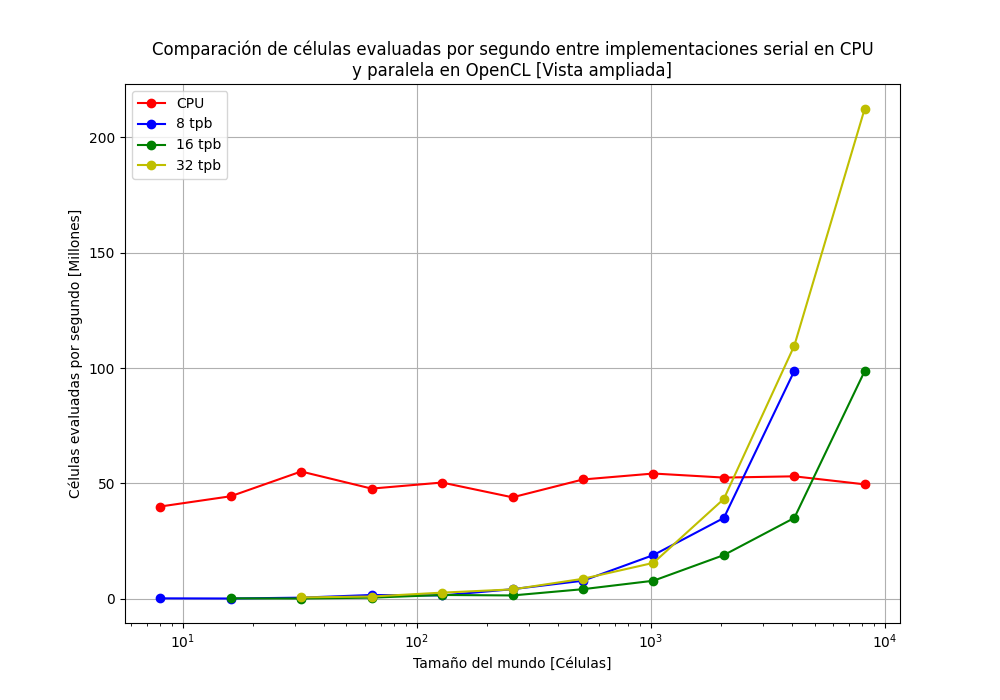 Comparación de células evaluadas por segundo entre implementaciones serial en CPU
y paralela en OpenCL [Vista ampliada]
CPU
8 tpb
16 tpb
32 tpb
Células evaluadas por segundo [Millones]
200
150
100
50
0
10¹
10²
10³
10⁴
Tamaño del mundo [Células]